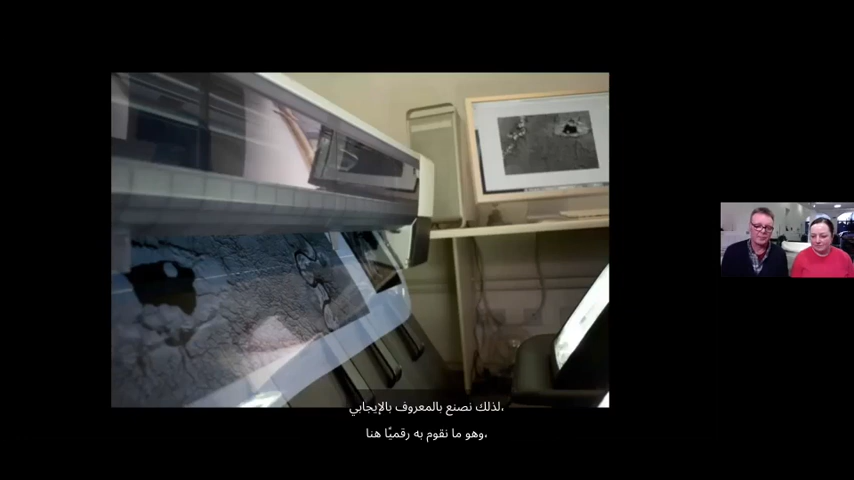 لذلك نصنع بالمعروف بالإيجابي،
وهو ما نقوم به رقميًا هنا،